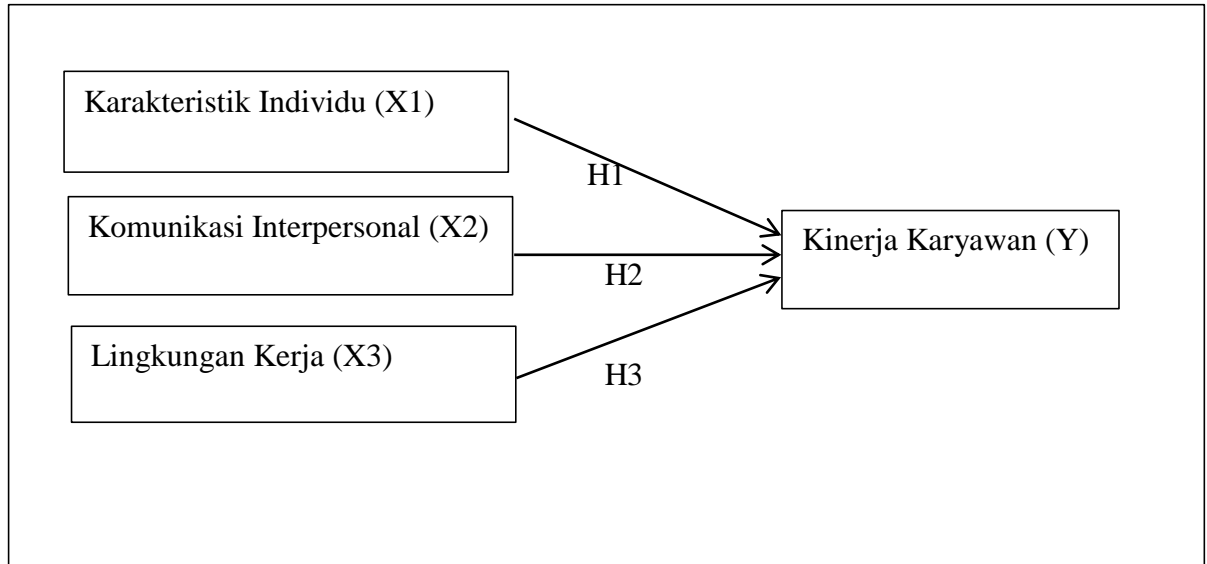 Karakteristik Individu (X1)
H1
Komunikasi Interpersonal (X2)
Kinerja Karyawan (Y)
H2
Lingkungan Kerja (X3)
H3